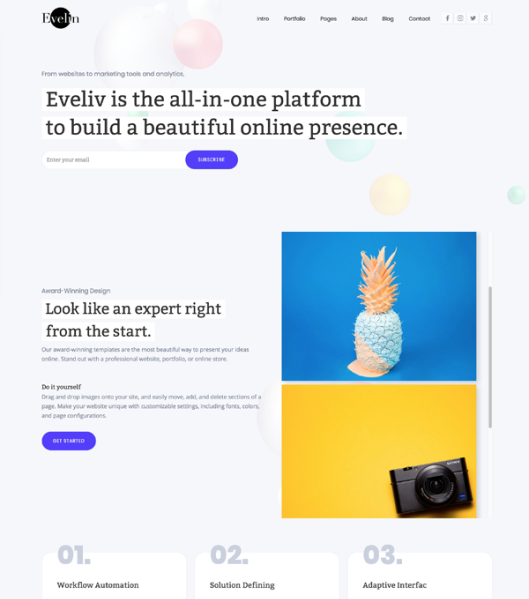 Evelin
Intro Portfolio Pages About Blog Contact
From websites to marketing tools and analytics,
Eveliv is the all-in-one platform
to build a beautiful online presence.
Enter your email
SUBSCRIBE
Award-Winning Design
Look like an expert right
from the start.
Our award-winning templates are the most beautiful way to present your ideas
online. Stand out with a professional website, portfolio, or online store.
Do it yourself
Drag and drop images onto your site, and easily move, add, and delete sections of a
page. Make your website unique with customizable settings, including fonts, colors,
and page configurations.
GET STARTED
SONY
01. 02. 03.
Workflow Automation Solution Defining Adaptive Interfac